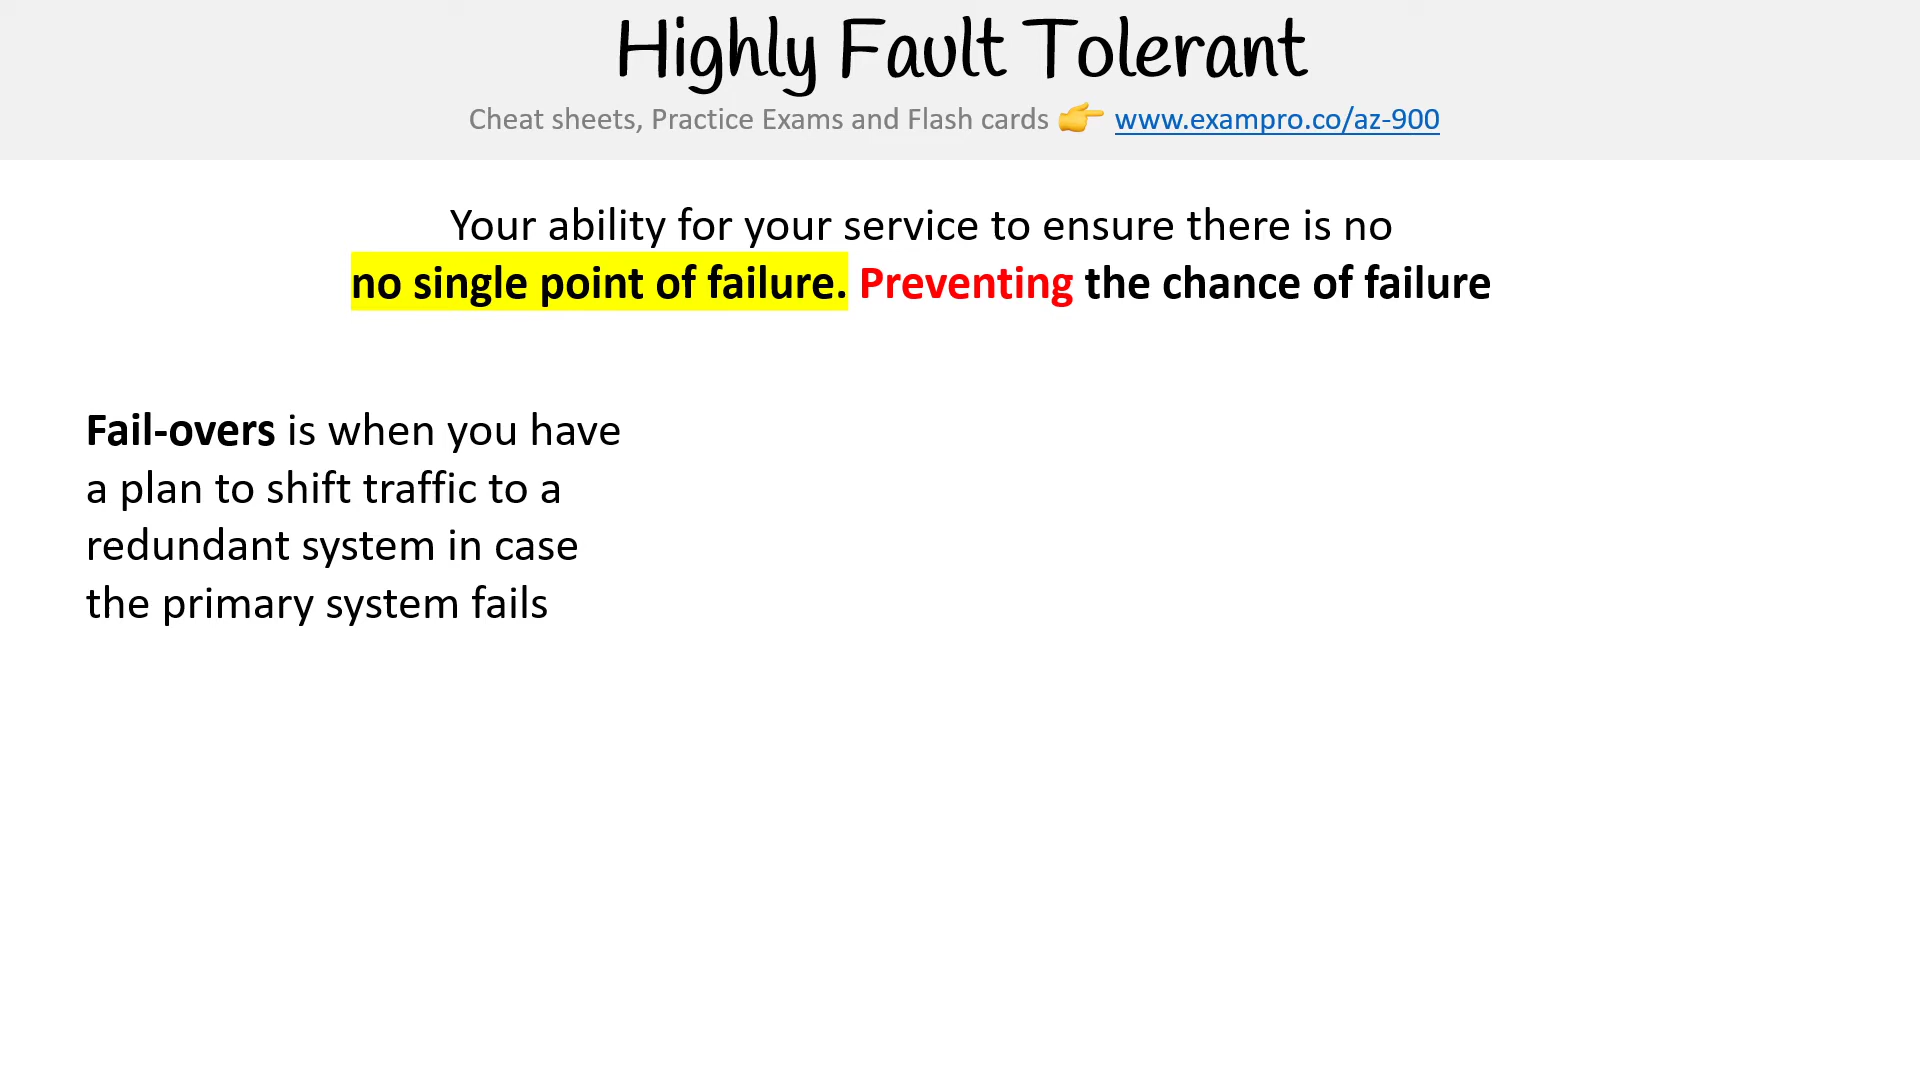 Highly Fault Tolerant
Cheat sheets, Practice Exams and Flash cards 👉 www.exampro.co/az-900
Your ability for your service to ensure there is no
no single point of failure. Preventing the chance of failure
Fail-overs is when you have
a plan to shift traffic to a
redundant system in case
the primary system fails